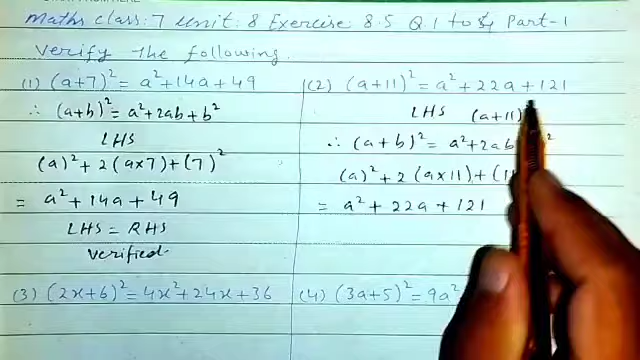 Maths class: 7 Unit: 8 Exercise: 8.5 Q.1 to 4 Part-1
Verify the following.
(1) (a+7)² = a²+14a+49
∴ (a+b)² = a²+2ab+b²
LHS
(a)²+2(a×7)+(7)²
= a²+14a+49
LHS = RHS
verified
(2) (a+11)² = a²+22a+121
LHS (a+11)
∴ (a+b)² = a²+2ab
(a)²+2(a×11)+(11
= a²+22a+121
(3) (2x+6)² = 4x²+24x+36
(4) (3a+5)² = 9a²